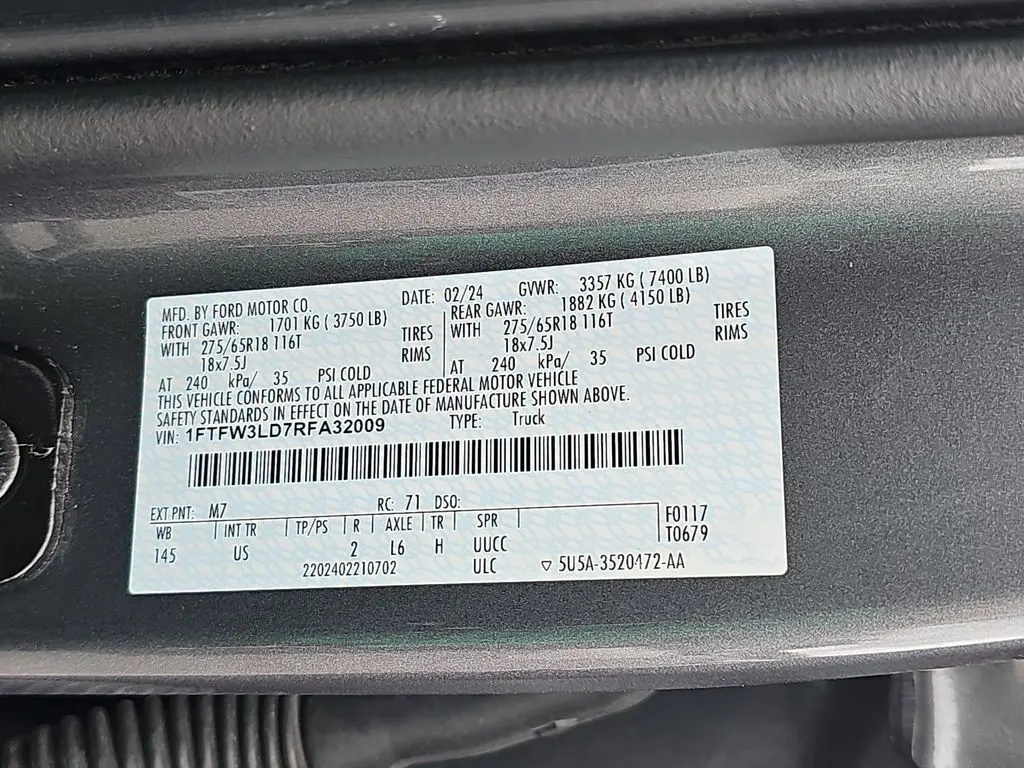 MFD. BY FORD MOTOR CO. DATE: 02/24 GVWR: 3357 KG ( 7400 LB)
FRONT GAWR: 1701 KG ( 3750 LB) REAR GAWR: 1882 KG ( 4150 LB)
WITH 275/65R18 116T TIRES WITH 275/65R18 116T TIRES
18x7.5J RIMS 18x7.5J RIMS
AT 240 kPa/ 35 PSI COLD AT 240 kPa/ 35 PSI COLD
THIS VEHICLE CONFORMS TO ALL APPLICABLE FEDERAL MOTOR VEHICLE
SAFETY STANDARDS IN EFFECT ON THE DATE OF MANUFACTURE SHOWN ABOVE.
VIN: 1FTFW3LD7RFA32009 TYPE: Truck
EXT PNT: M7 RC: 71 DSO:
WB INT TR TP/PS R AXLE TR SPR F0117
145 US 2 L6 H UUCC T0679
2202402210702 ULC ▽ 5U5A-3520472-AA